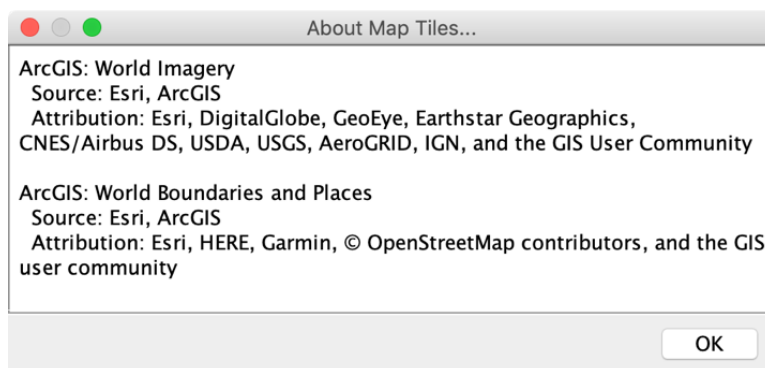 About Map Tiles...
ArcGIS: World Imagery
Source: Esri, ArcGIS
Attribution: Esri, DigitalGlobe, GeoEye, Earthstar Geographics,
CNES/Airbus DS, USDA, USGS, AeroGRID, IGN, and the GIS User Community
ArcGIS: World Boundaries and Places
Source: Esri, ArcGIS
Attribution: Esri, HERE, Garmin, © OpenStreetMap contributors, and the GIS
user community
OK